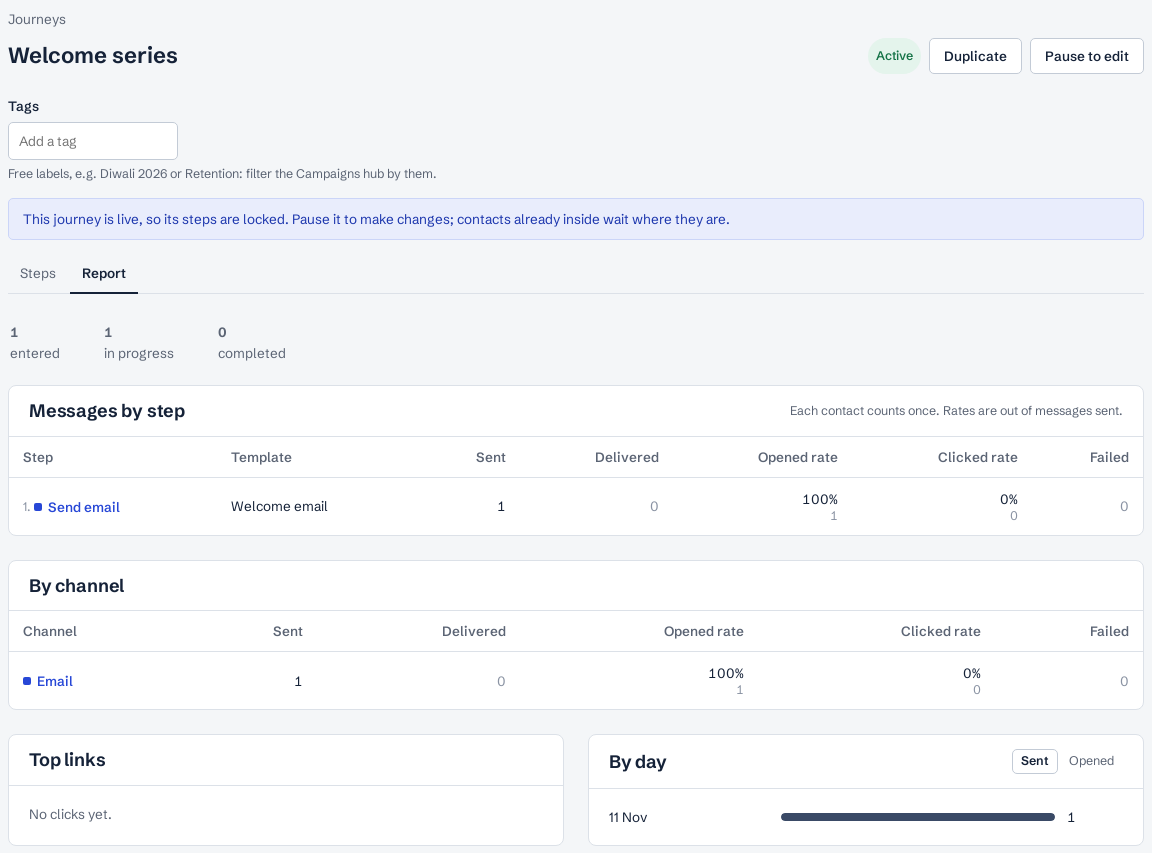 Journeys
Welcome series
Active Duplicate Pause to edit
Tags
Add a tag
Free labels, e.g. Diwali 2026 or Retention: filter the Campaigns hub by them.
This journey is live, so its steps are locked. Pause it to make changes; contacts already inside wait where they are.
Steps Report
1 1 0
entered in progress completed
Messages by step Each contact counts once. Rates are out of messages sent.
Step Template Sent Delivered Opened rate Clicked rate Failed
1. Send email Welcome email 1 0 100% 0% 0
1 0
By channel
Channel Sent Delivered Opened rate Clicked rate Failed
Email 1 0 100% 0% 0
1 0
Top links
No clicks yet.
By day Sent Opened
11 Nov 1